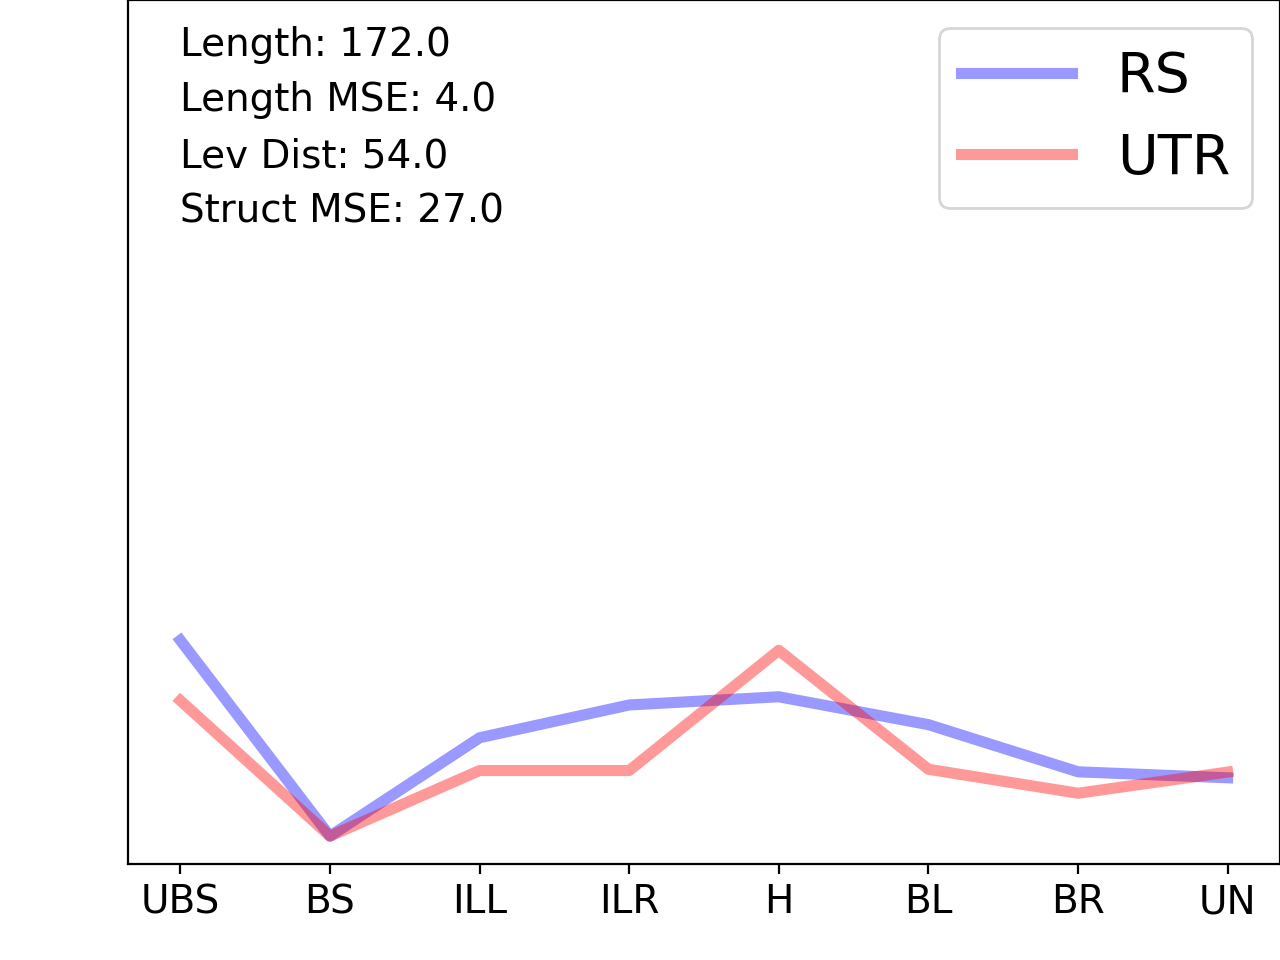 Length: 172.0
Length MSE: 4.0
Lev Dist: 54.0
Struct MSE: 27.0
RS
UTR
UBS BS ILL ILR H BL BR UN